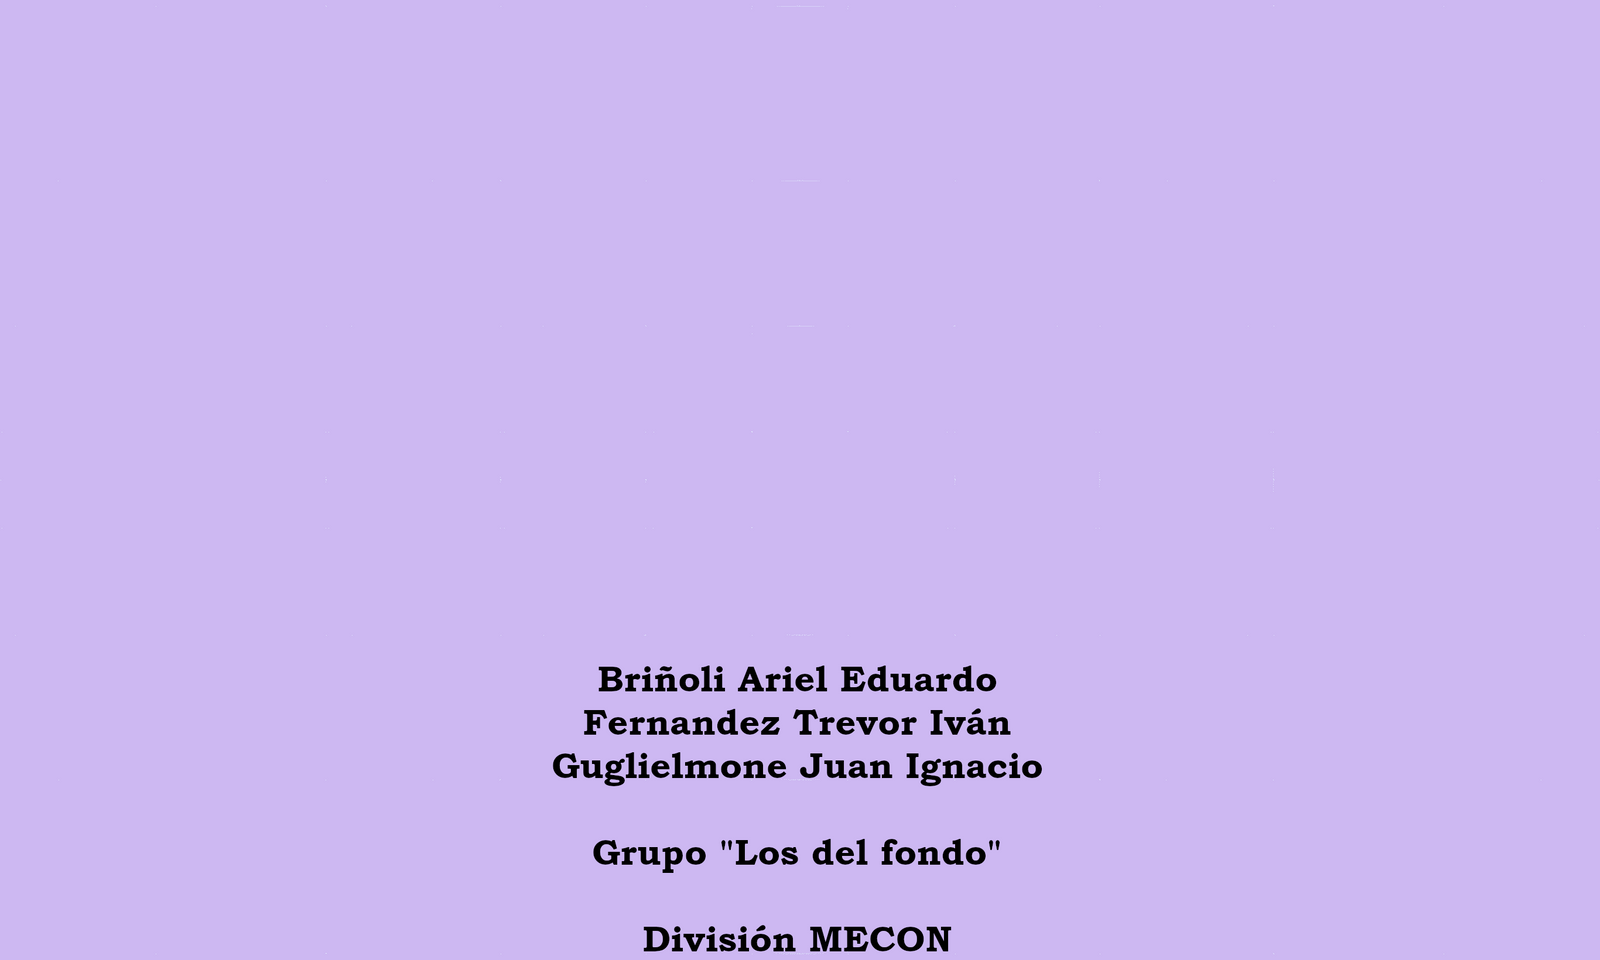 Briñoli Ariel Eduardo
Fernandez Trevor Iván
Guglielmone Juan Ignacio
Grupo "Los del fondo"
División MECON